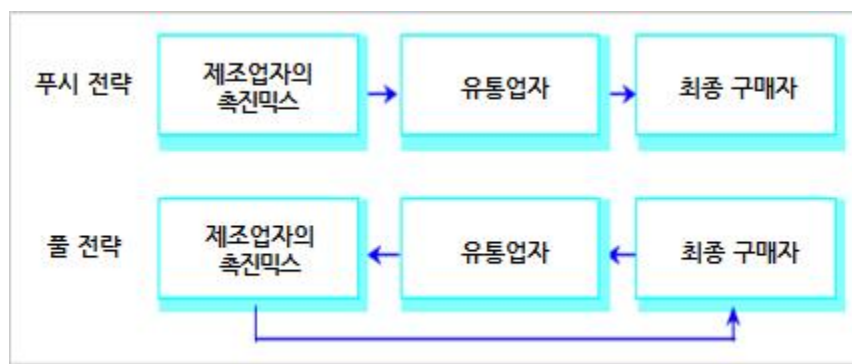 푸시 전략
제조업자의
촉진믹스
유통업자
최종 구매자
풀 전략
제조업자의
촉진믹스
유통업자
최종 구매자